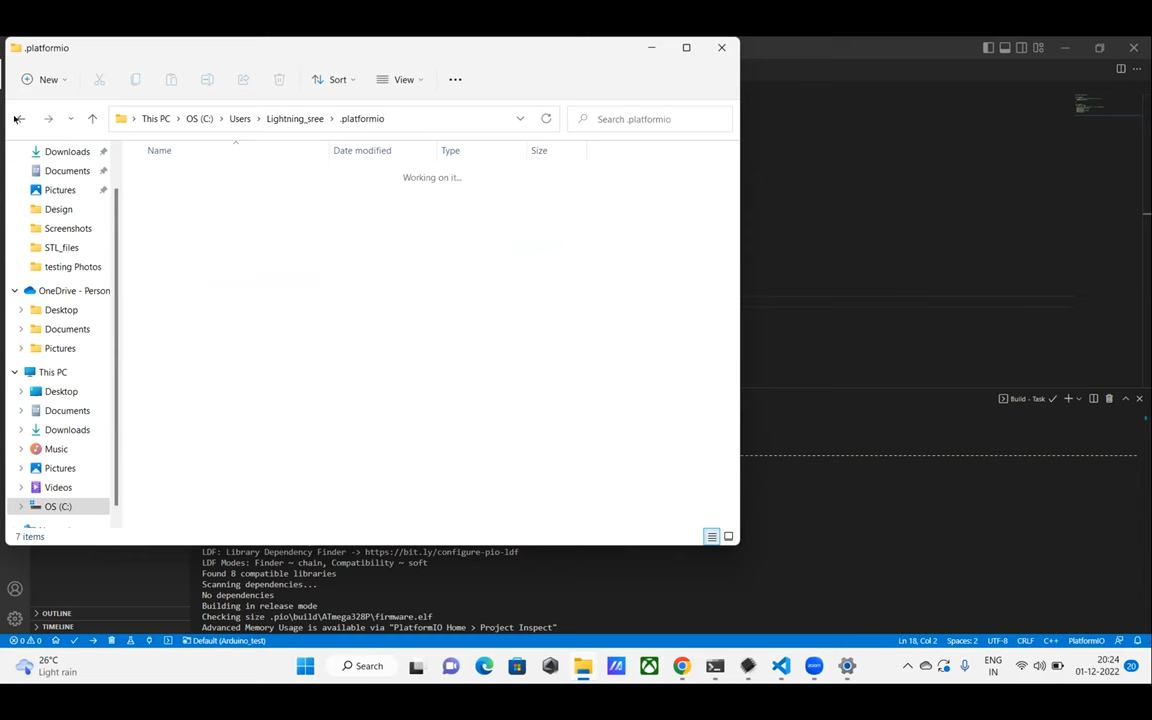 .platformio
New
Sort
View
This PC
OS (C:)
Users
Lightning_sree
.platformio
Search .platformio
Name
Date modified
Type
Size
Working on it...
Downloads
Documents
Pictures
Design
Screenshots
STL_files
testing Photos
OneDrive - Person
Desktop
Documents
Pictures
This PC
Desktop
Documents
Downloads
Music
Pictures
Videos
OS (C:)
7 items
Build - Task
LDF: Library Dependency Finder -> https://bit.ly/configure-pio-ldf
LDF Modes: Finder ~ chain, Compatibility ~ soft
Found 8 compatible libraries
Scanning dependencies...
No dependencies
Building in release mode
Checking size .pio\build\ATmega328P\firmware.elf
Advanced Memory Usage is available via "PlatformIO Home > Project Inspect"
OUTLINE
TIMELINE
0 0
Default (Arduino_test)
Ln 18, Col 2
Spaces: 2
UTF-8
CRLF
C++
PlatformIO
26°C
Light rain
Search
ENG
IN
20:24
01-12-2022
20